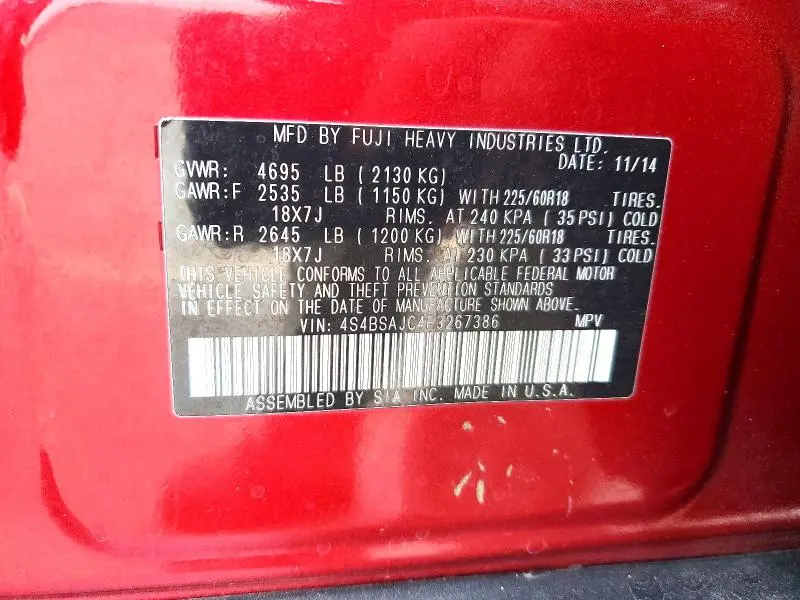 MFD BY FUJI HEAVY INDUSTRIES LTD.
DATE: 11/14
GVWR: 4695 LB ( 2130 KG)
GAWR:F 2535 LB ( 1150 KG) WITH 225/60R18 TIRES.
18X7J RIMS. AT 240 KPA ( 35 PSI) COLD
GAWR:R 2645 LB ( 1200 KG) WITH 225/60R18 TIRES.
18X7J RIMS. AT 230 KPA ( 33 PSI) COLD
THIS VEHICLE CONFORMS TO ALL APPLICABLE FEDERAL MOTOR
VEHICLE SAFETY AND THEFT PREVENTION STANDARDS
IN EFFECT ON THE DATE OF MANUFACTURE SHOWN ABOVE.
VIN: 4S4BSAJC4F3267386 MPV
ASSEMBLED BY SIA INC. MADE IN U.S.A.